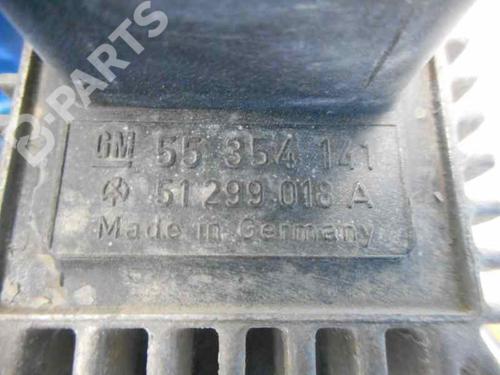 B-PARTS
GM 55 354 141
51 299 018 A
Made in Germany